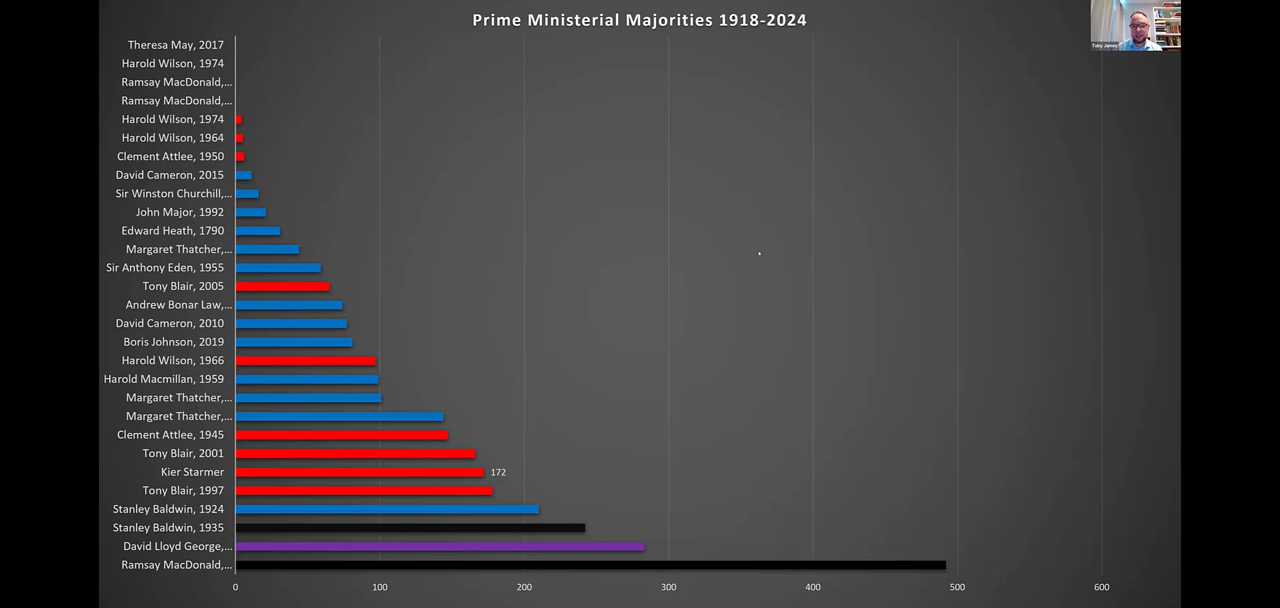 Prime Ministerial Majorities 1918-2024
Toby James
Theresa May, 2017
Harold Wilson, 1974
Ramsay MacDonald,...
Ramsay MacDonald,...
Harold Wilson, 1974
Harold Wilson, 1964
Clement Attlee, 1950
David Cameron, 2015
Sir Winston Churchill,...
John Major, 1992
Edward Heath, 1790
Margaret Thatcher,...
Sir Anthony Eden, 1955
Tony Blair, 2005
Andrew Bonar Law,...
David Cameron, 2010
Boris Johnson, 2019
Harold Wilson, 1966
Harold Macmillan, 1959
Margaret Thatcher,...
Margaret Thatcher,...
Clement Attlee, 1945
Tony Blair, 2001
Kier Starmer 172
Tony Blair, 1997
Stanley Baldwin, 1924
Stanley Baldwin, 1935
David Lloyd George,...
Ramsay MacDonald,...
0 100 200 300 400 500 600